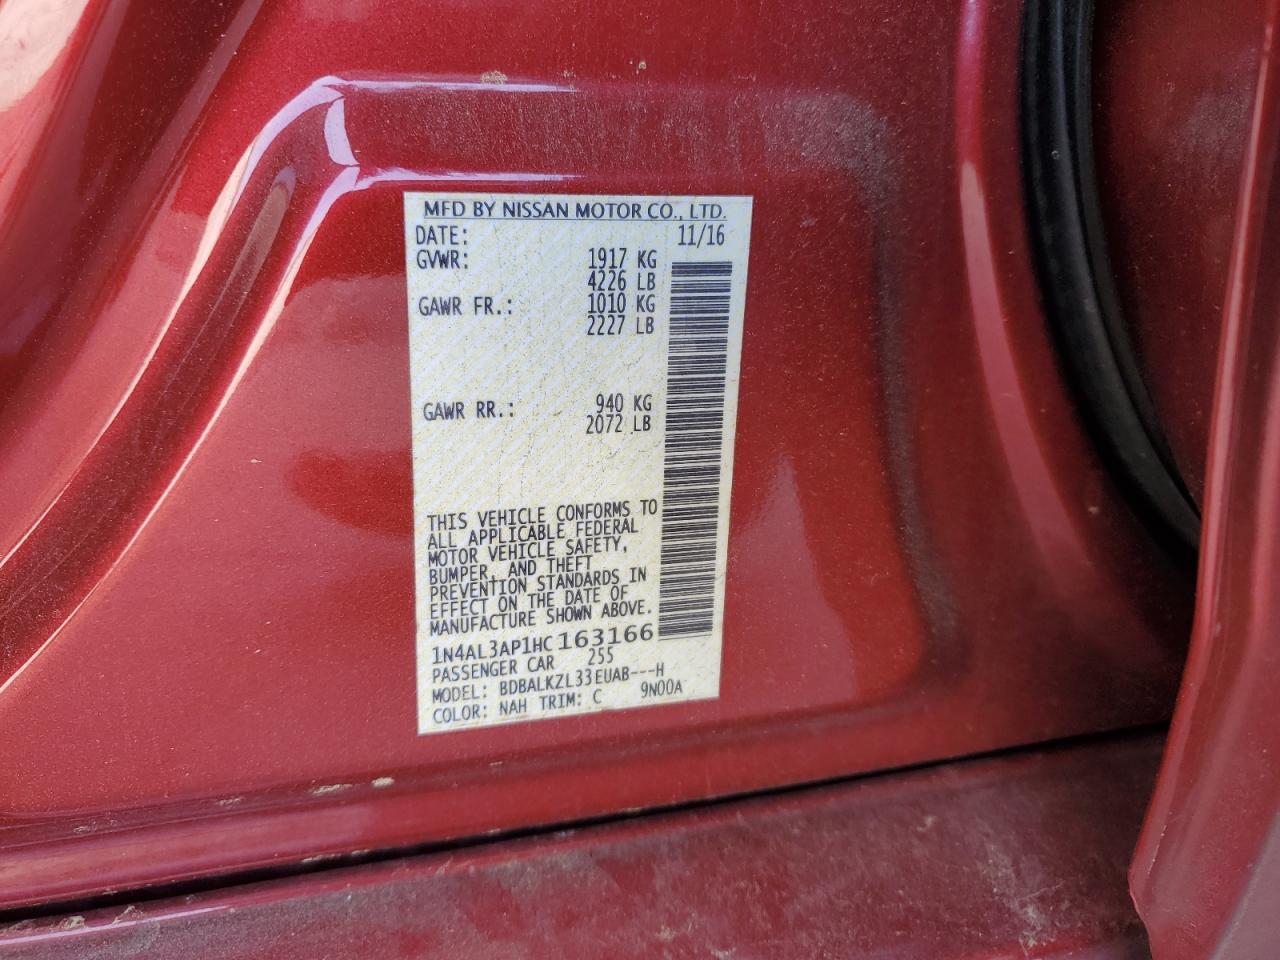 MFD BY NISSAN MOTOR CO., LTD.
DATE: 11/16
GVWR: 1917 KG
4226 LB
GAWR FR.: 1010 KG
2227 LB
GAWR RR.: 940 KG
2072 LB
THIS VEHICLE CONFORMS TO
ALL APPLICABLE FEDERAL
MOTOR VEHICLE SAFETY,
BUMPER, AND THEFT
PREVENTION STANDARDS IN
EFFECT ON THE DATE OF
MANUFACTURE SHOWN ABOVE.
1N4AL3AP1HC163166
PASSENGER CAR 255
MODEL: BDBALKZL33EUAB---H
COLOR: NAH TRIM: C 9N00A